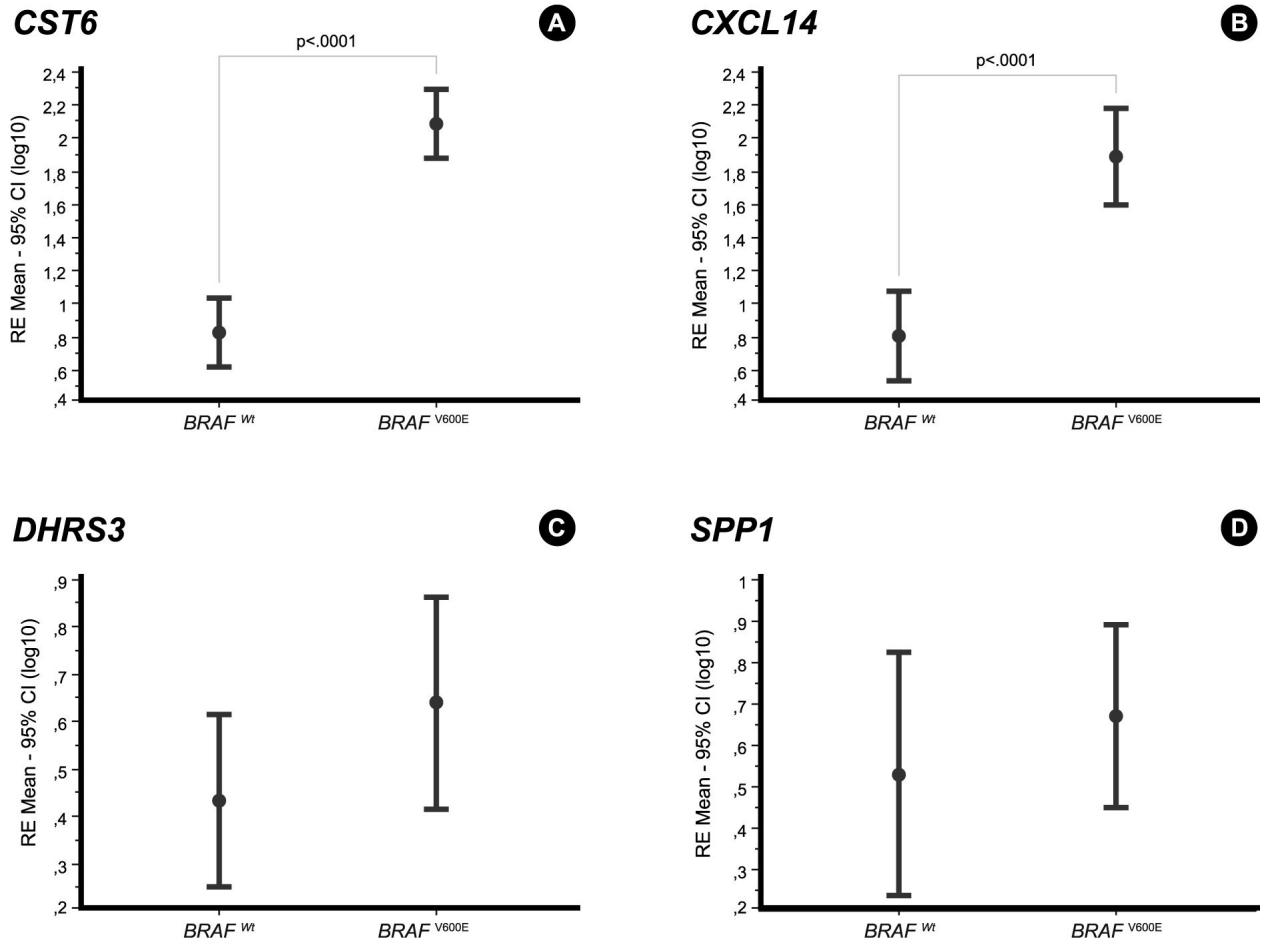 CST6
A
p<.0001
RE Mean - 95% CI (log10)
2,4
2,2
2
1,8
1,6
1,4
1,2
1
,8
,6
,4
BRAF Wt
BRAF V600E
CXCL14
B
p<.0001
RE Mean - 95% CI (log10)
2,4
2,2
2
1,8
1,6
1,4
1,2
1
,8
,6
,4
BRAF Wt
BRAF V600E
DHRS3
C
RE Mean - 95% CI (log10)
,9
,8
,7
,6
,5
,4
,3
,2
BRAF Wt
BRAF V600E
SPP1
D
RE Mean - 95% CI (log10)
1
,9
,8
,7
,6
,5
,4
,3
,2
BRAF Wt
BRAF V600E